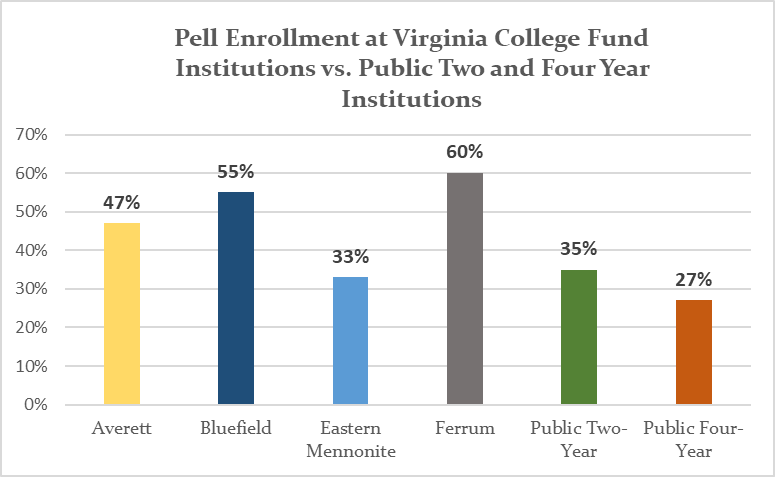 Pell Enrollment at Virginia College Fund
Institutions vs. Public Two and Four Year
Institutions
70%
60%
50%
40%
30%
20%
10%
0%
47%
55%
33%
60%
35%
27%
Averett
Bluefield
Eastern
Mennonite
Ferrum
Public Two-
Year
Public Four-
Year